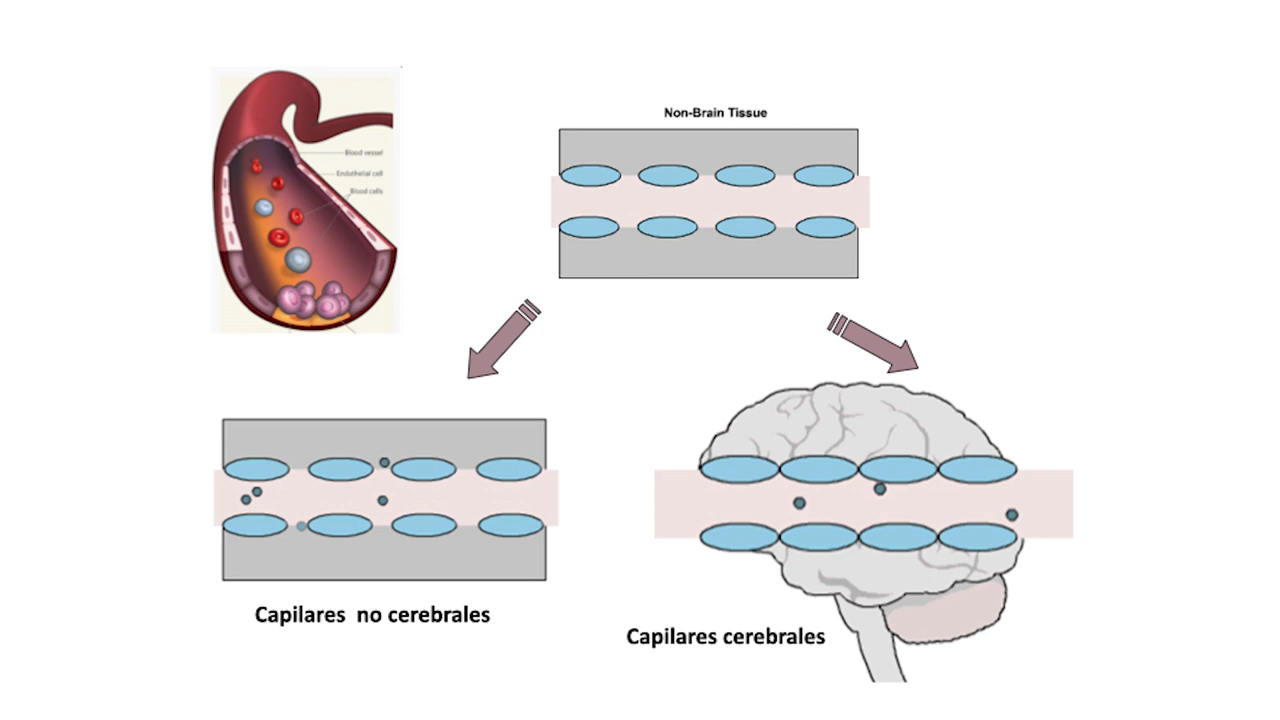 Non-Brain Tissue
Blood vessel
Endothelial cell
Blood cells
Capilares no cerebrales
Capilares cerebrales